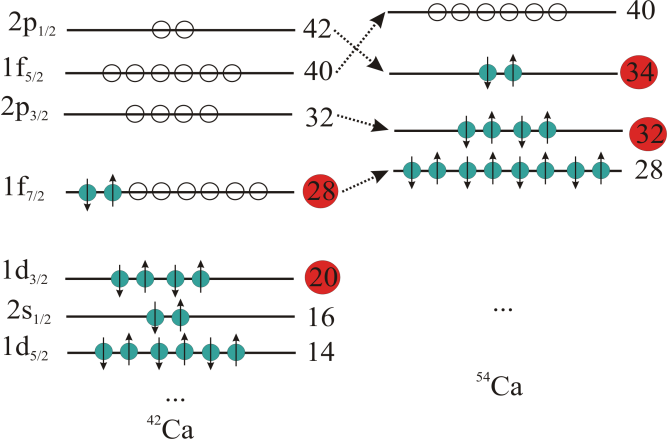 2p1/2 42 40
1f5/2 40 34
2p3/2 32 32
1f7/2 28 28
1d3/2 20
2s1/2 16 ...
1d5/2 14
... 54Ca
42Ca